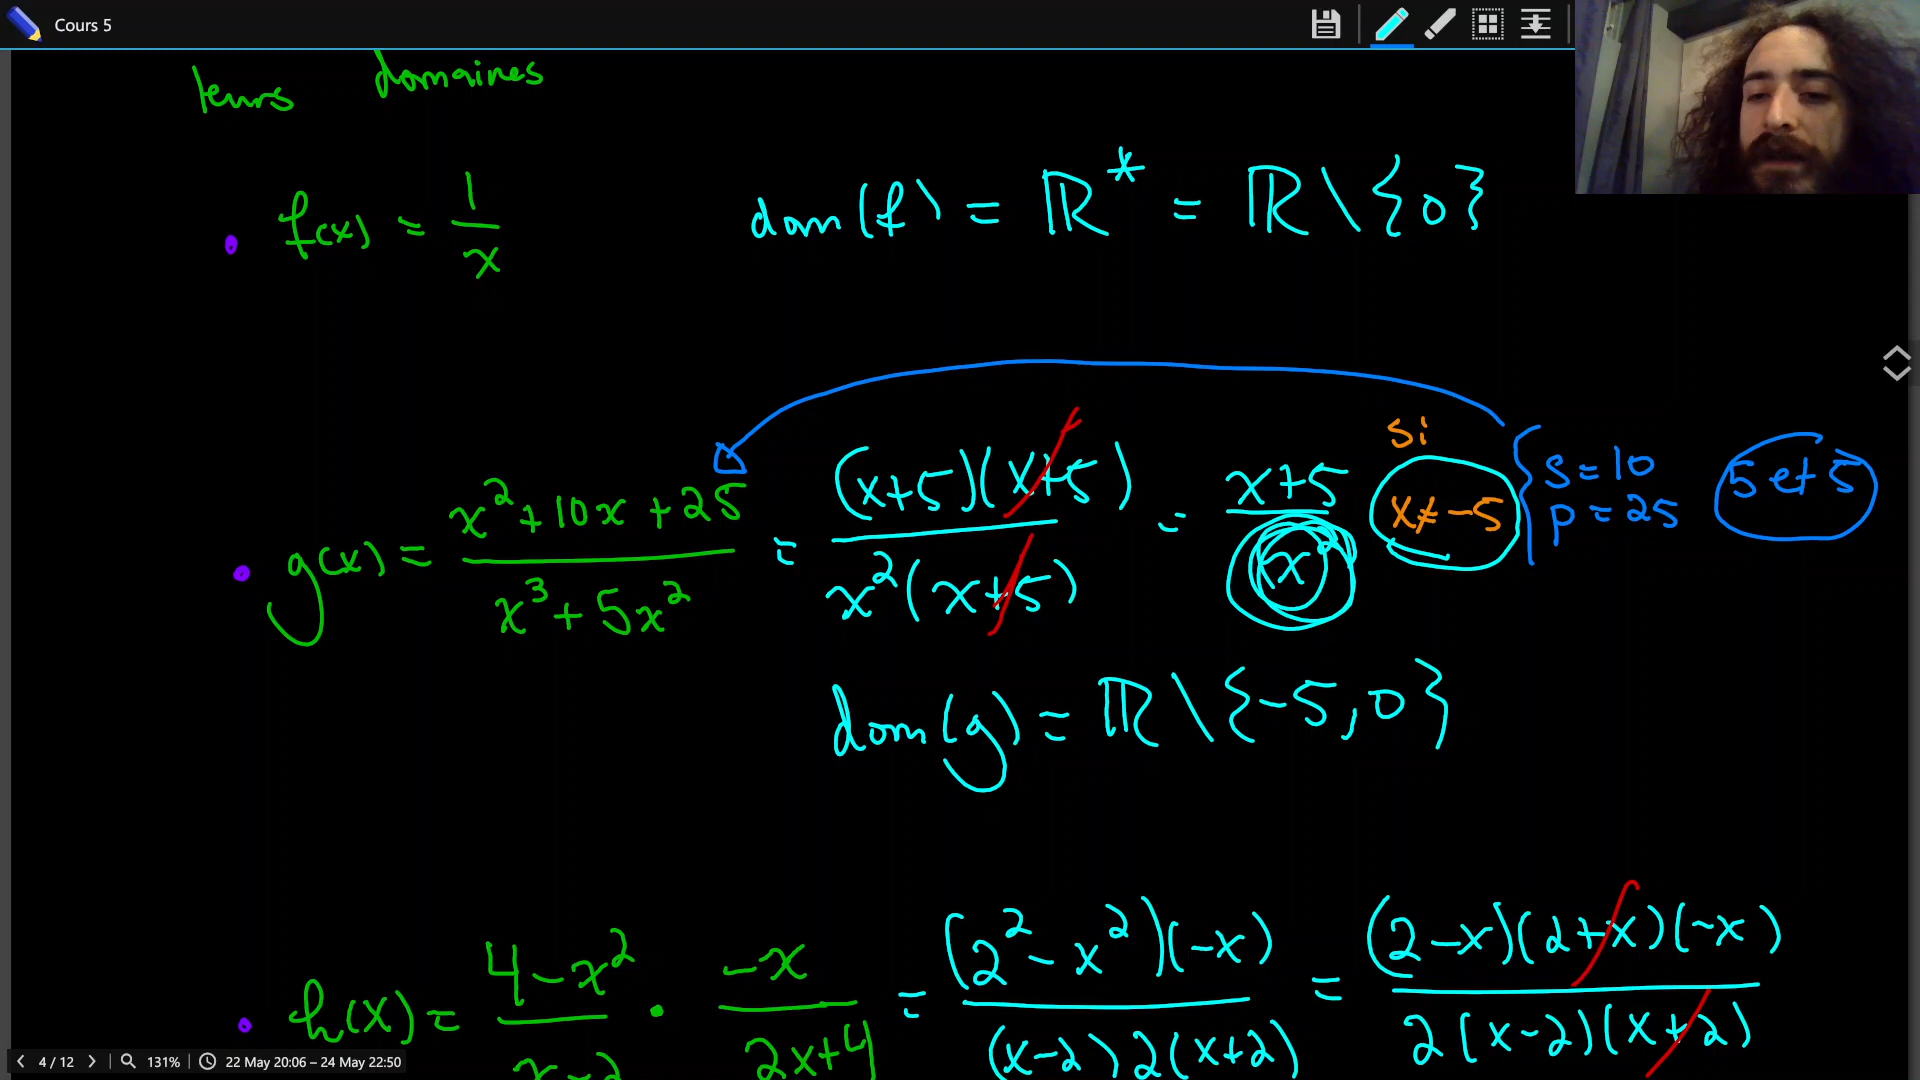 Cours 5
leurs domaines
• f(x) = 1/x dom(f) = ℝ* = ℝ \ {0}
• g(x) = (x² + 10x + 25)/(x³ + 5x²) = (x+5)(x+5)/(x²(x+5)) = (x+5)/x² si x ≠ -5 { s = 10 p = 25 5 et 5
dom(g) = ℝ \ {-5, 0}
• h(x) = (4 - x²)/(x - 2) · (-x)/(2x+4) = (2² - x²)(-x)/((x-2)2(x+2)) = (2-x)(2+x)(-x)/(2(x-2)(x+2))
4 / 12 131% 22 May 20:06 – 24 May 22:50